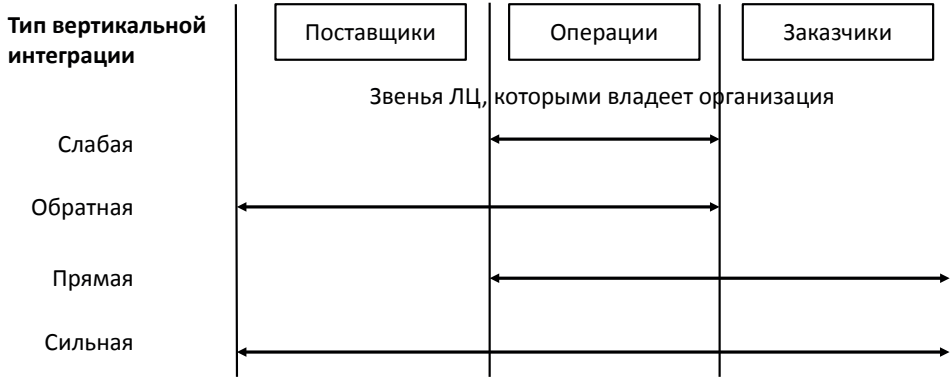 Тип вертикальной
интеграции
Поставщики
Операции
Заказчики
Звенья ЛЦ, которыми владеет организация
Слабая
Обратная
Прямая
Сильная